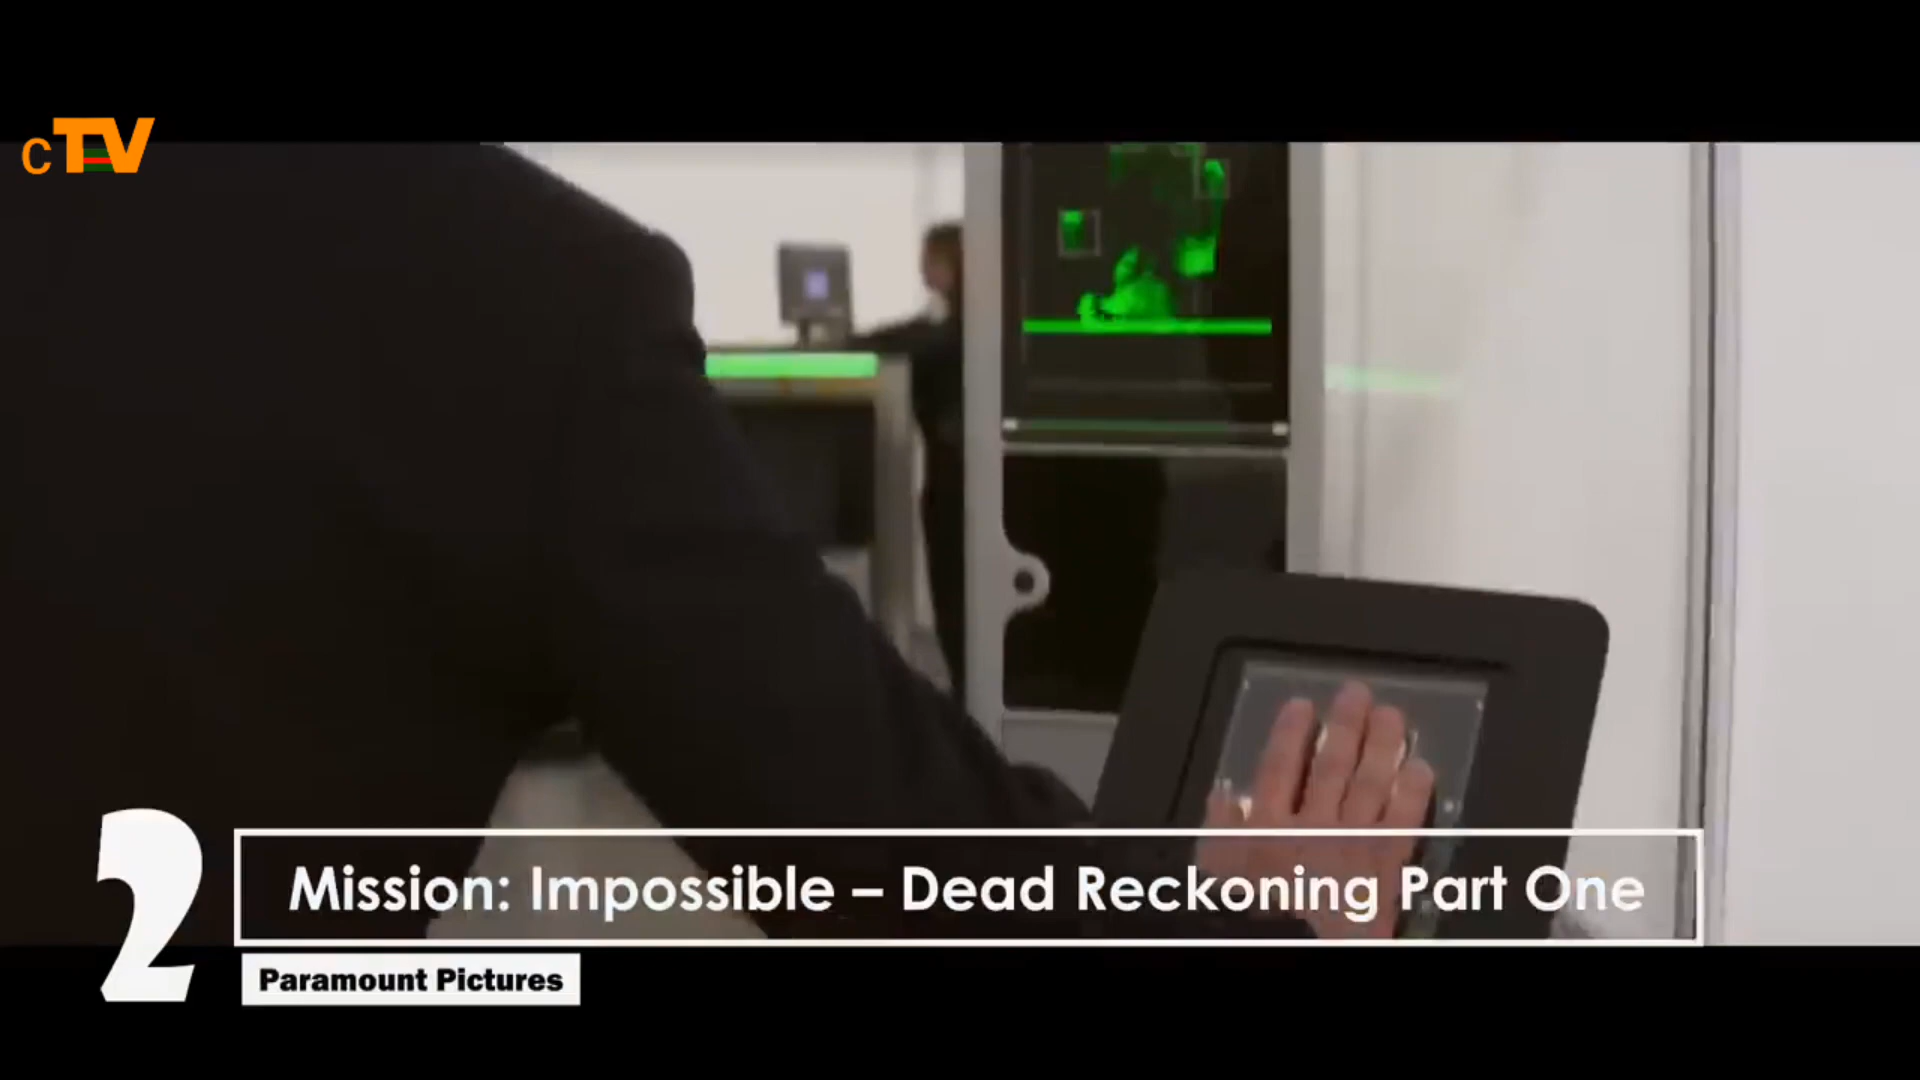 cTV
2
Mission: Impossible – Dead Reckoning Part One
Paramount Pictures